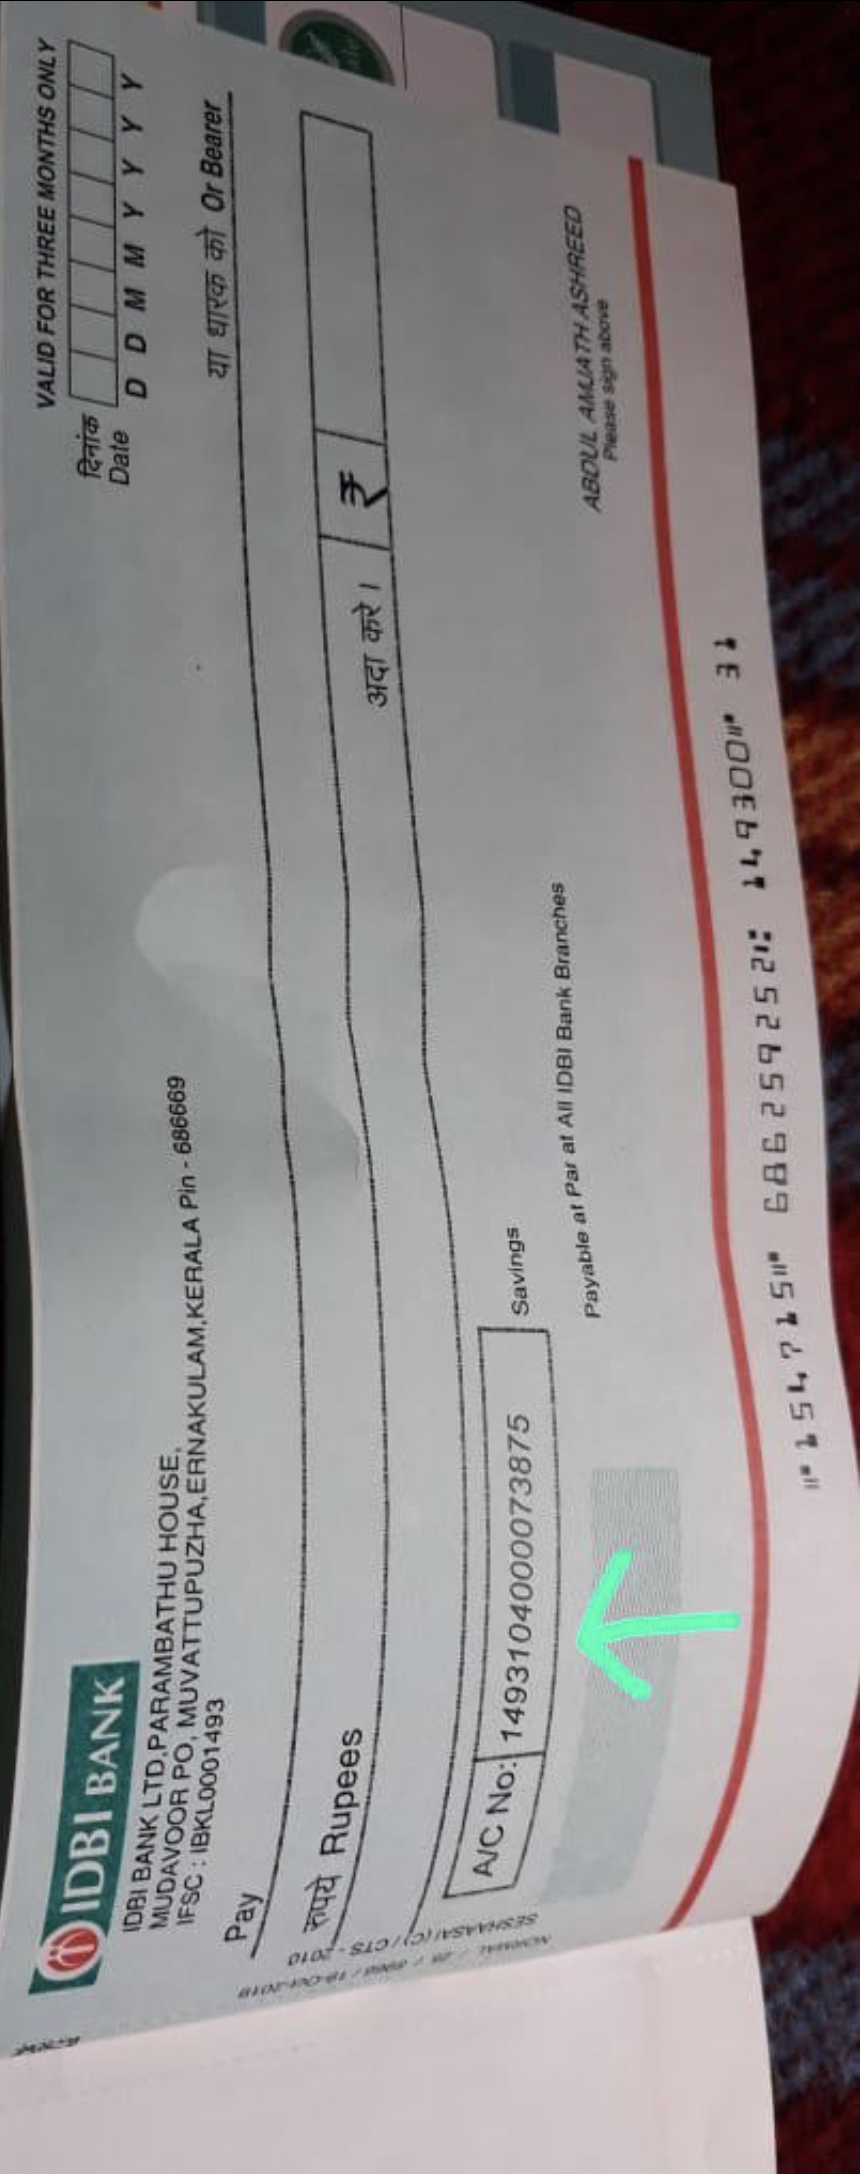 VALID FOR THREE MONTHS ONLY
दिनांक
Date
D D M M Y Y Y Y
IDBI BANK
IDBI BANK LTD,PARAMBATHU HOUSE,
MUDAVOOR PO, MUVATTUPUZHA,ERNAKULAM,KERALA Pin - 686669
IFSC : IBKL0001493
Pay
या धारक को Or Bearer
रुपये Rupees
अदा करे ।
₹
A/C No: 149310400073875
Savings
Payable at Par at All IDBI Bank Branches
ABDUL AMJATH ASHREED
Please sign above
SESHAASAI (C) / CTS - 2010
⑈154715⑈ 686259252⑆ 149300⑈ 31